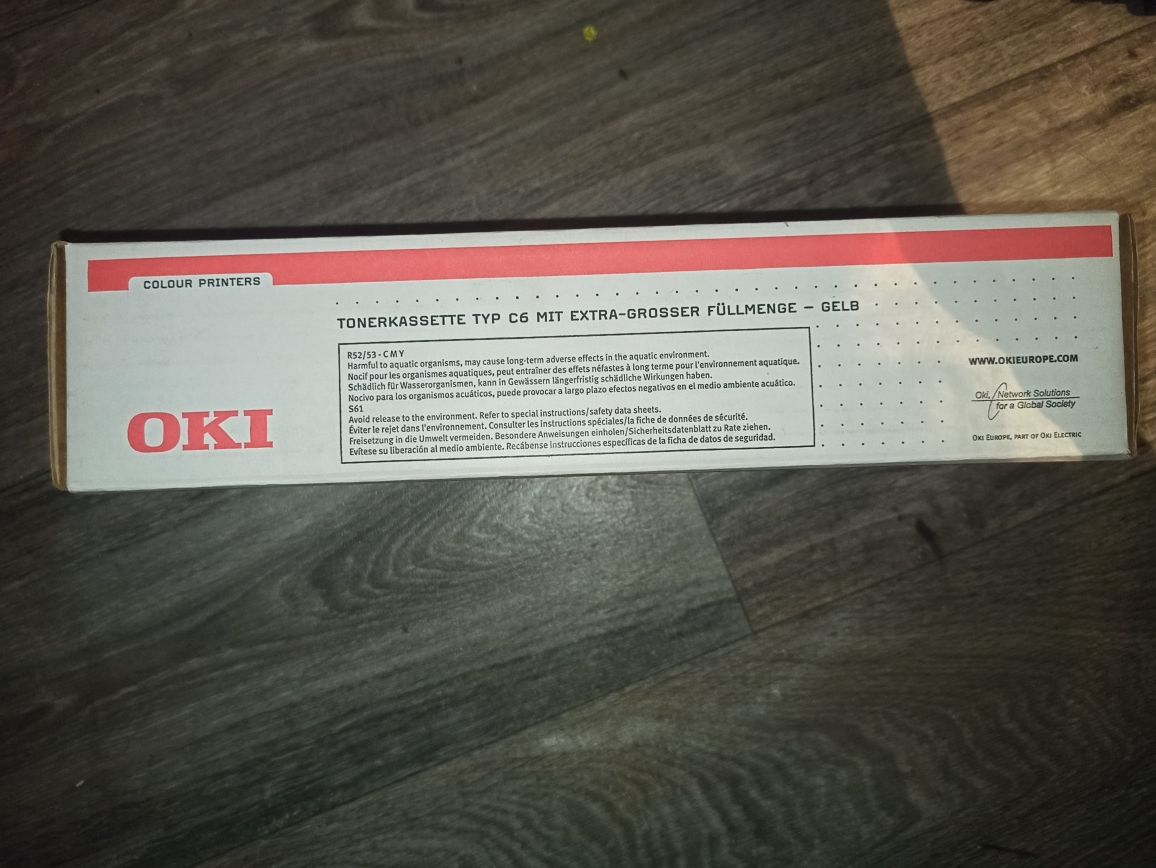 COLOUR PRINTERS
TONERKASSETTE TYP C6 MIT EXTRA-GROSSER FÜLLMENGE – GELB
R52/53 - C M Y
Harmful to aquatic organisms, may cause long-term adverse effects in the aquatic environment.
Nocif pour les organismes aquatiques, peut entraîner des effets néfastes à long terme pour l'environnement aquatique.
Schädlich für Wasserorganismen, kann in Gewässern längerfristig schädliche Wirkungen haben.
Nocivo para los organismos acuáticos, puede provocar a largo plazo efectos negativos en el medio ambiente acuático.
S61
Avoid release to the environment. Refer to special instructions/safety data sheets.
Éviter le rejet dans l'environnement. Consulter les instructions spéciales/la fiche de données de sécurité.
Freisetzung in die Umwelt vermeiden. Besondere Anweisungen einholen/Sicherheitsdatenblatt zu Rate ziehen.
Evítese su liberación al medio ambiente. Recábense instrucciones específicas de la ficha de datos de seguridad.
OKI
WWW.OKIEUROPE.COM
Oki, Network Solutions
for a Global Society
OKI EUROPE, PART OF OKI ELECTRIC